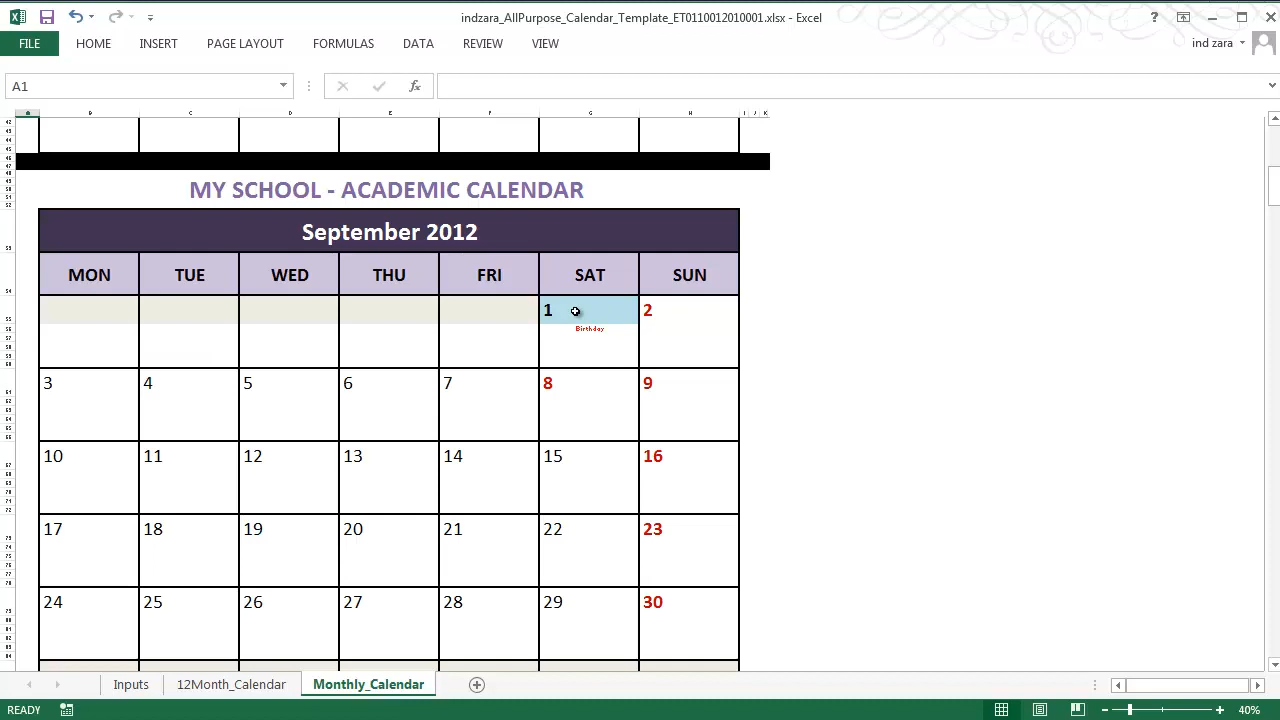 indzara_AllPurpose_Calendar_Template_ET0110012010001.xlsx - Excel
?
FILE HOME INSERT PAGE LAYOUT FORMULAS DATA REVIEW VIEW ind zara
A1 fx
MY SCHOOL - ACADEMIC CALENDAR
September 2012
MON TUE WED THU FRI SAT SUN
1 2
Birthday
3 4 5 6 7 8 9
10 11 12 13 14 15 16
17 18 19 20 21 22 23
24 25 26 27 28 29 30
Inputs 12Month_Calendar Monthly_Calendar
READY 40%